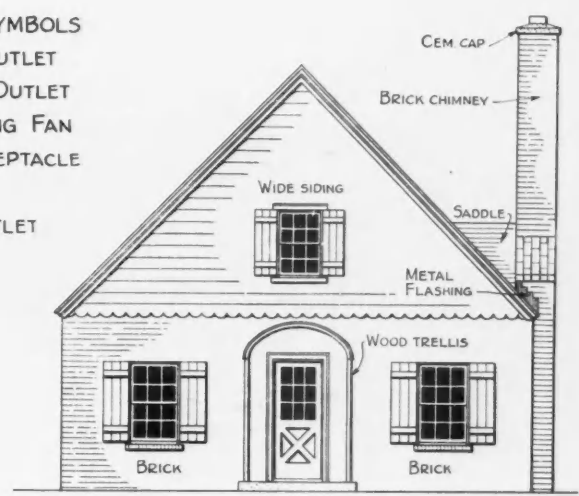 YMBOLS
UTLET
OUTLET
NG FAN
EPTACLE
TLET
CEM. CAP
BRICK CHIMNEY
WIDE SIDING
SADDLE
METAL
FLASHING
WOOD TRELLIS
BRICK
BRICK